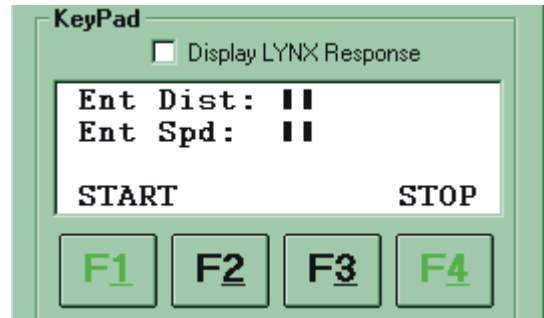 KeyPad
Display LYNX Response
Ent Dist: ▮▮
Ent Spd: ▮▮
START STOP
F1 F2 F3 F4